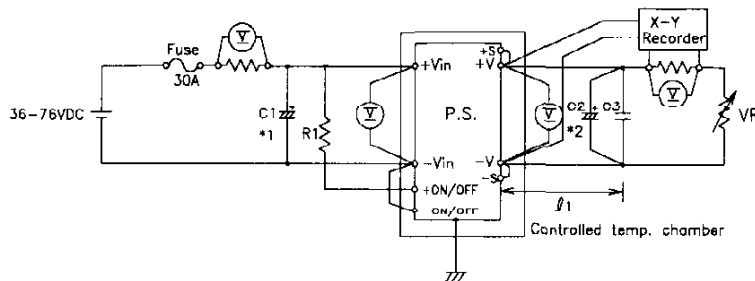 X-Y
Recorder
Fuse
30A
V
+S
+Vin
+V
36-76VDC
C1
*1
R1
V
P.S.
V
C2
+
C3
*2
V
VR
-Vin
-V
-S
+ON/OFF
ON/OFF
ℓ1
Controlled temp. chamber